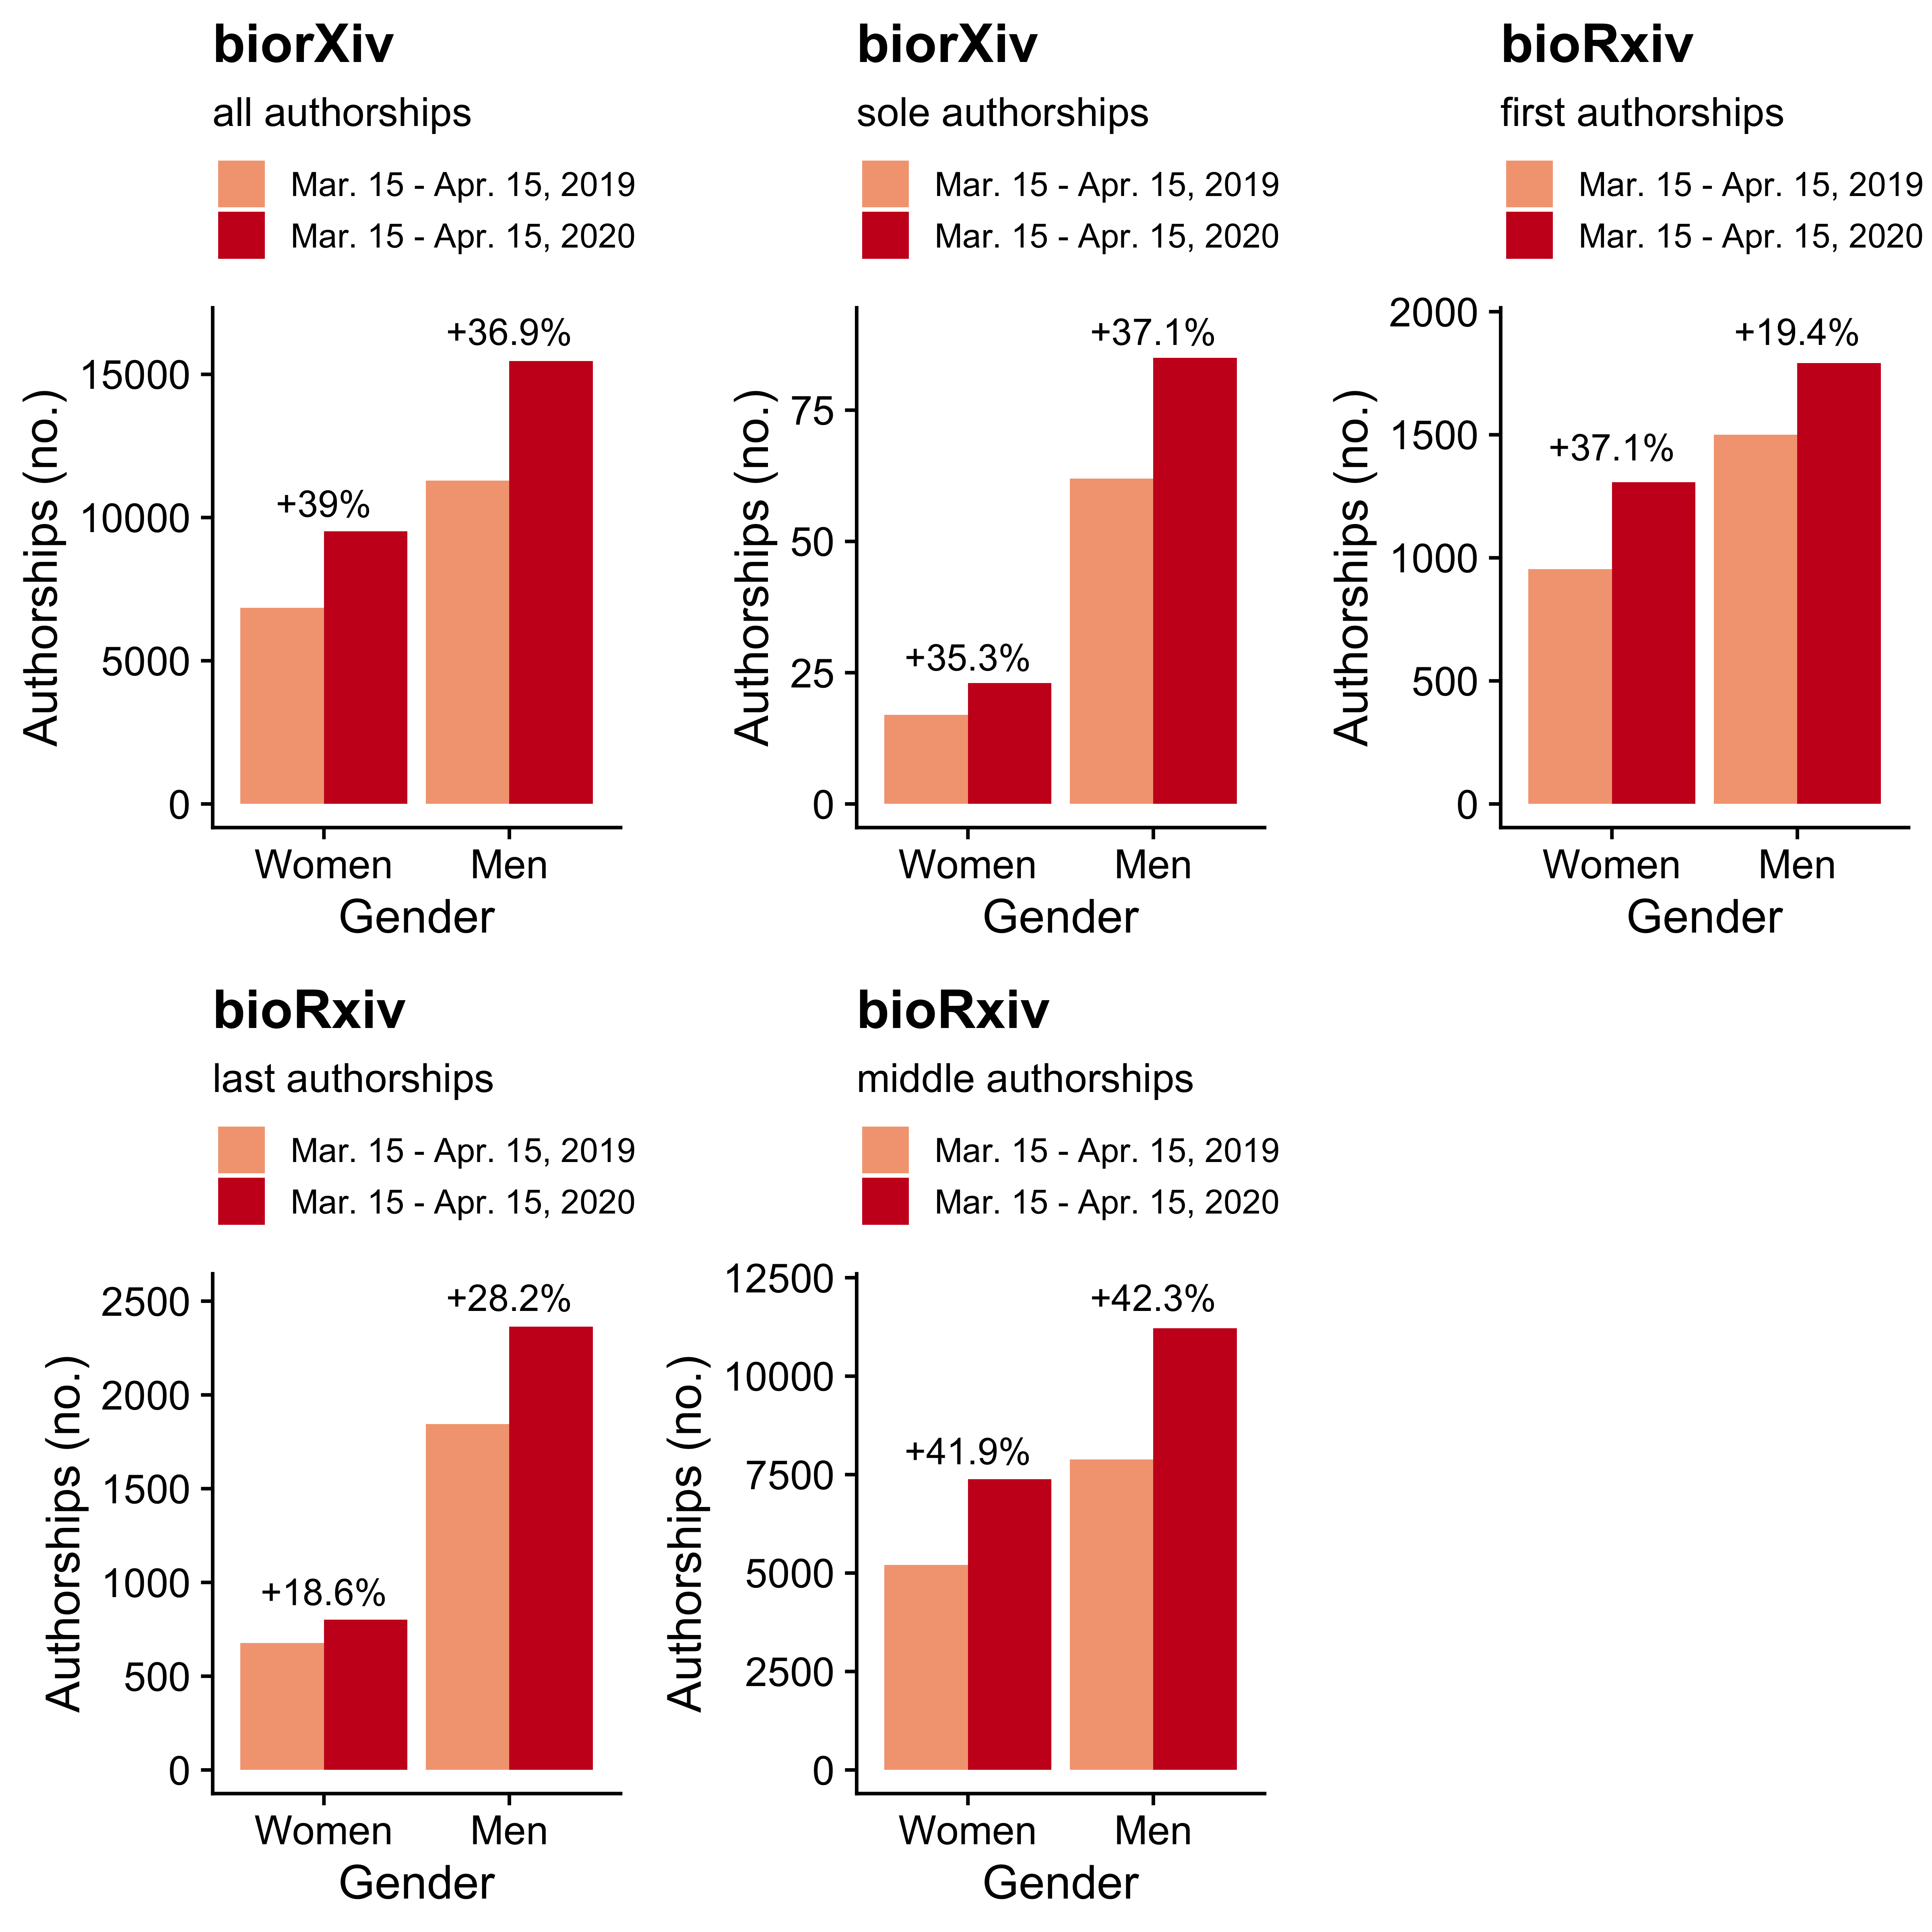 biorXiv
all authorships
Mar. 15 - Apr. 15, 2019
Mar. 15 - Apr. 15, 2020
+36.9%
+39%
15000
10000
5000
0
Authorships (no.)
Women
Men
Gender
biorXiv
sole authorships
Mar. 15 - Apr. 15, 2019
Mar. 15 - Apr. 15, 2020
+37.1%
+35.3%
75
50
25
0
Authorships (no.)
Women
Men
Gender
bioRxiv
first authorships
Mar. 15 - Apr. 15, 2019
Mar. 15 - Apr. 15, 2020
+19.4%
+37.1%
2000
1500
1000
500
0
Authorships (no.)
Women
Men
Gender
bioRxiv
last authorships
Mar. 15 - Apr. 15, 2019
Mar. 15 - Apr. 15, 2020
+28.2%
+18.6%
2500
2000
1500
1000
500
0
Authorships (no.)
Women
Men
Gender
bioRxiv
middle authorships
Mar. 15 - Apr. 15, 2019
Mar. 15 - Apr. 15, 2020
+42.3%
+41.9%
12500
10000
7500
5000
2500
0
Authorships (no.)
Women
Men
Gender